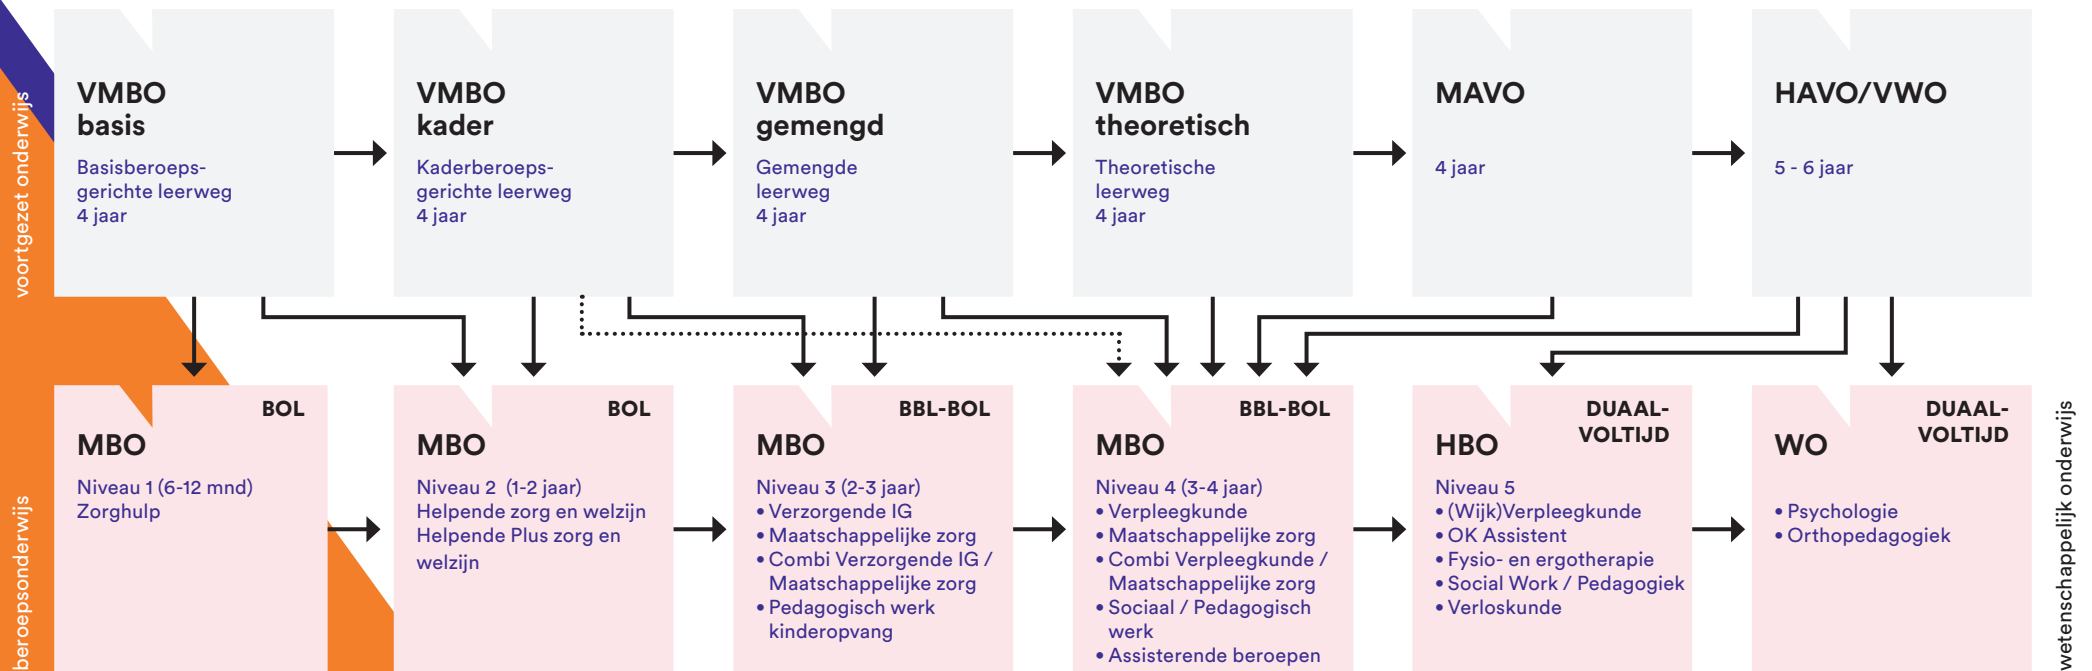 voortgezet onderwijs
VMBO
basis
Basisberoeps-
gerichte leerweg
4 jaar
VMBO
kader
Kaderberoeps-
gerichte leerweg
4 jaar
VMBO
gemengd
Gemengde
leerweg
4 jaar
VMBO
theoretisch
Theoretische
leerweg
4 jaar
MAVO
4 jaar
HAVO/VWO
5 - 6 jaar
beroepsonderwijs
BOL
MBO
Niveau 1 (6-12 mnd)
Zorghulp
BOL
MBO
Niveau 2 (1-2 jaar)
Helpende zorg en welzijn
Helpende Plus zorg en
welzijn
BBL-BOL
MBO
Niveau 3 (2-3 jaar)
• Verzorgende IG
• Maatschappelijke zorg
• Combi Verzorgende IG /
Maatschappelijke zorg
• Pedagogisch werk
kinderopvang
BBL-BOL
MBO
Niveau 4 (3-4 jaar)
• Verpleegkunde
• Maatschappelijke zorg
• Combi Verpleegkunde /
Maatschappelijke zorg
• Sociaal / Pedagogisch
werk
• Assisterende beroepen
DUAAL-
VOLTIJD
HBO
Niveau 5
• (Wijk)Verpleegkunde
• OK Assistent
• Fysio- en ergotherapie
• Social Work / Pedagogiek
• Verloskunde
DUAAL-
VOLTIJD
WO
• Psychologie
• Orthopedagogiek
wetenschappelijk onderwijs